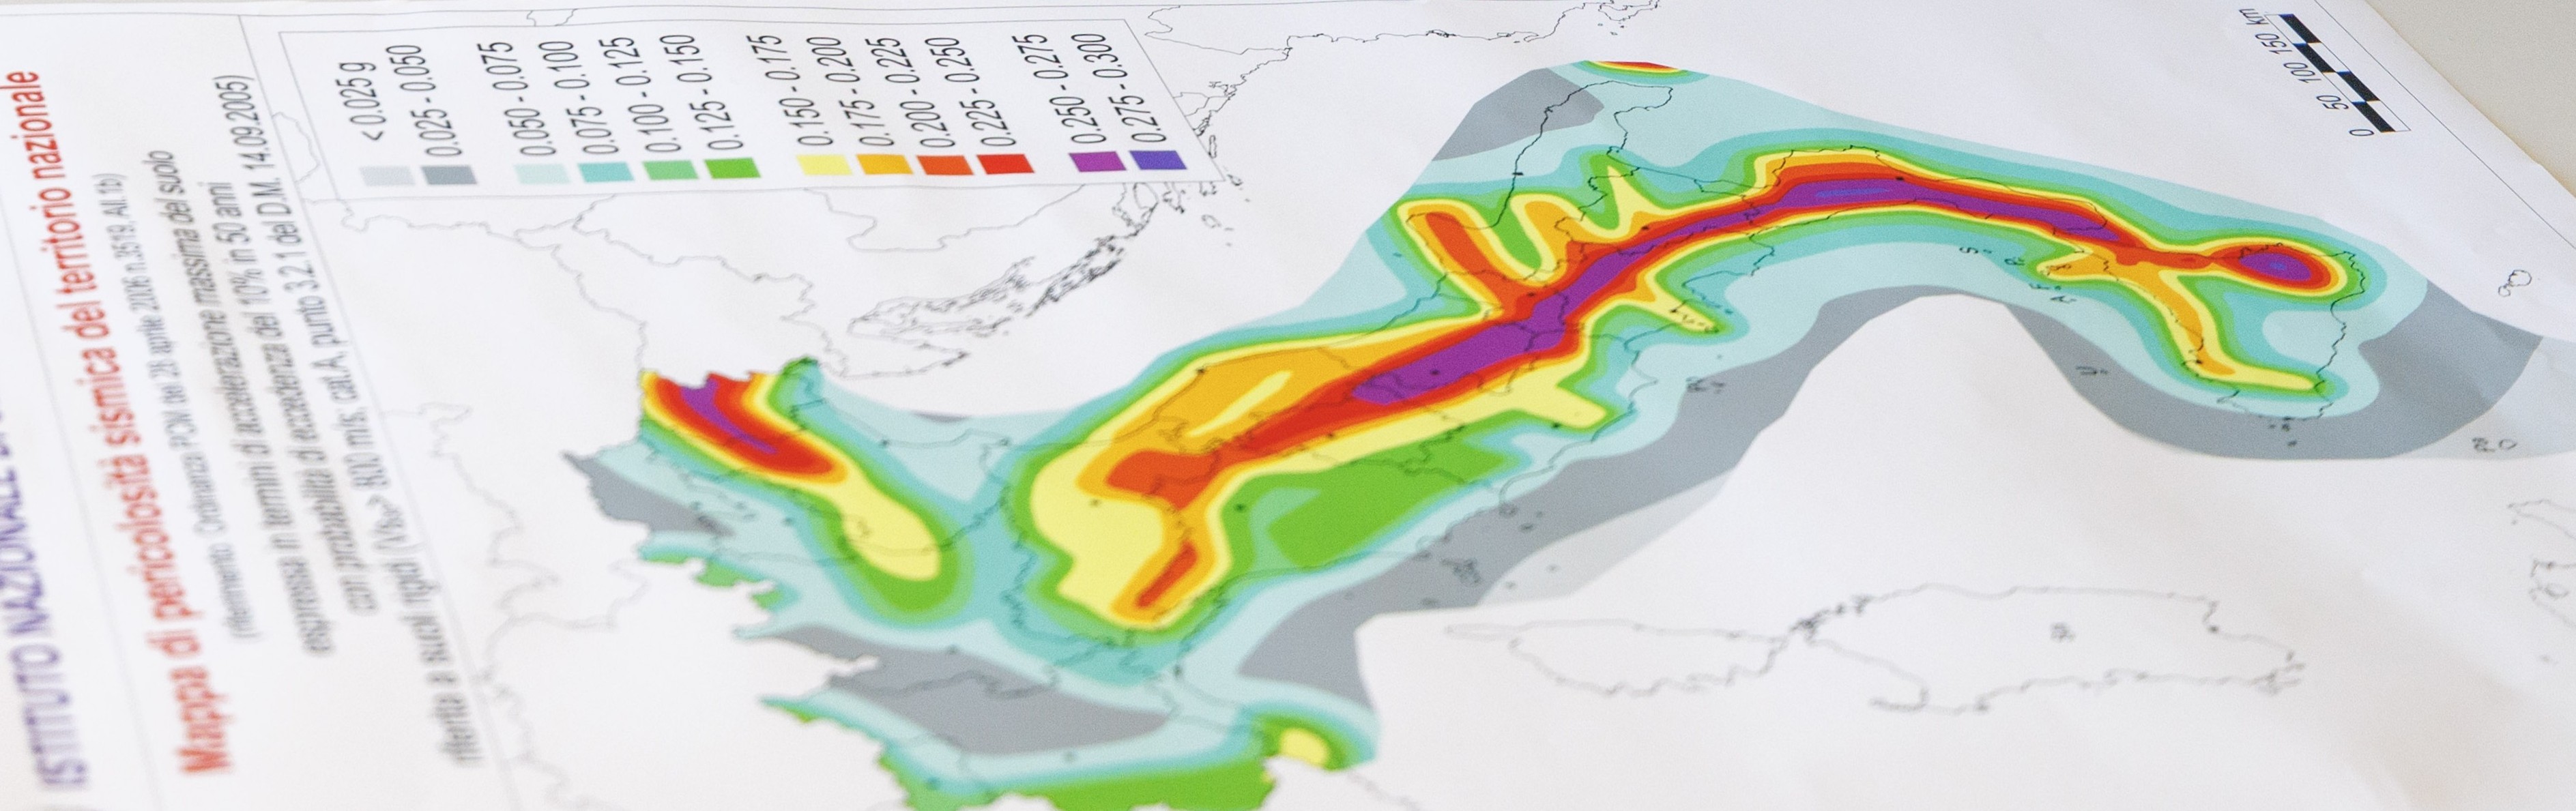 ISTITUTO NAZIONALE
Mappa di pericolosità sismica del territorio nazionale
(riferimento: Ordinanza PCM del 28 aprile 2006 n.3519, All.1b)
espressa in termini di accelerazione massima del suolo
con probabilità di eccedenza del 10% in 50 anni
riferita a suoli rigidi (Vs30> 800 m/s; cat.A, punto 3.2.1 del D.M. 14.09.2005)
< 0.025 g
0.025 - 0.050
0.050 - 0.075
0.075 - 0.100
0.100 - 0.125
0.125 - 0.150
0.150 - 0.175
0.175 - 0.200
0.200 - 0.225
0.225 - 0.250
0.250 - 0.275
0.275 - 0.300
0 50 100 150 km